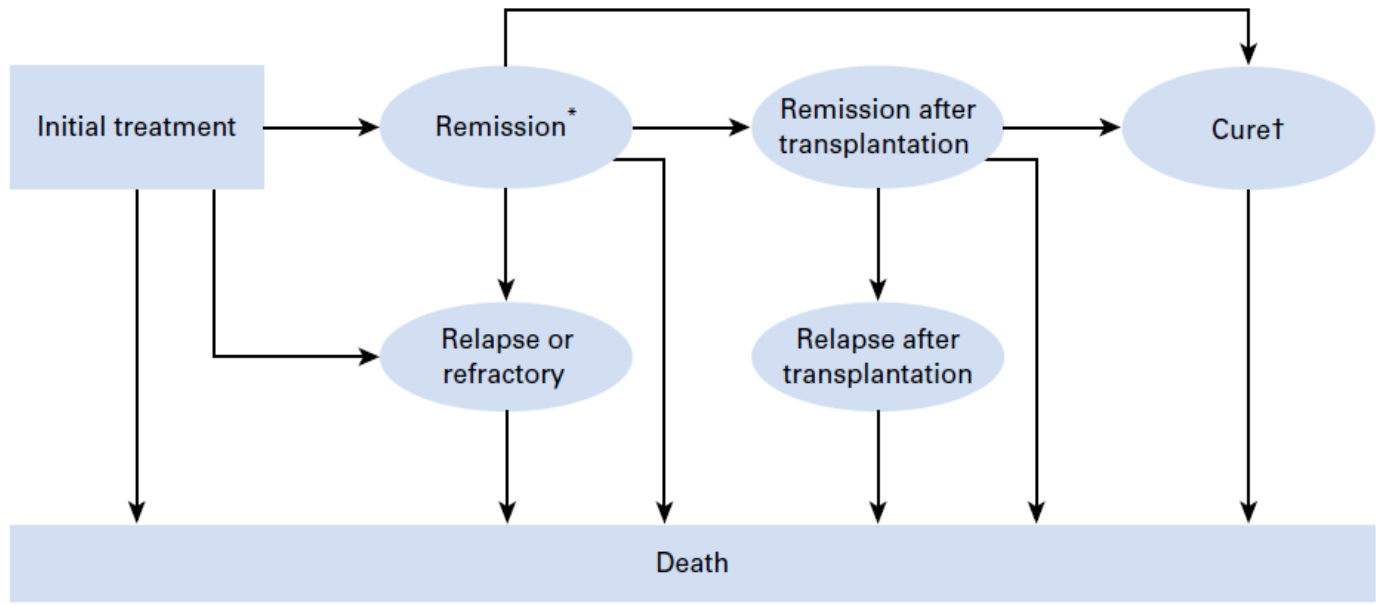 Initial treatment
Remission*
Remission after
transplantation
Cure†
Relapse or
refractory
Relapse after
transplantation
Death